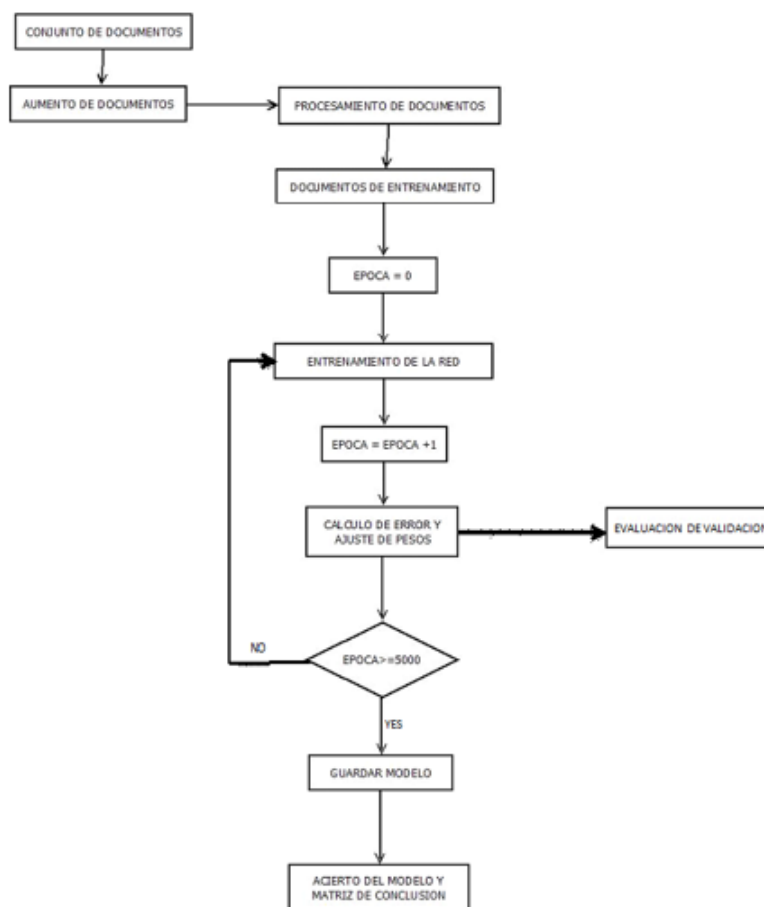 CONJUNTO DE DOCUMENTOS
AUMENTO DE DOCUMENTOS
PROCESAMIENTO DE DOCUMENTOS
DOCUMENTOS DE ENTRENAMIENTO
EPOCA = 0
ENTRENAMIENTO DE LA RED
EPOCA = EPOCA +1
CALCULO DE ERROR Y
AJUSTE DE PESOS
EVALUACION DE VALIDACION
EPOCA>=5000
NO
YES
GUARDAR MODELO
ACIERTO DEL MODELO Y
MATRIZ DE CONCLUSION